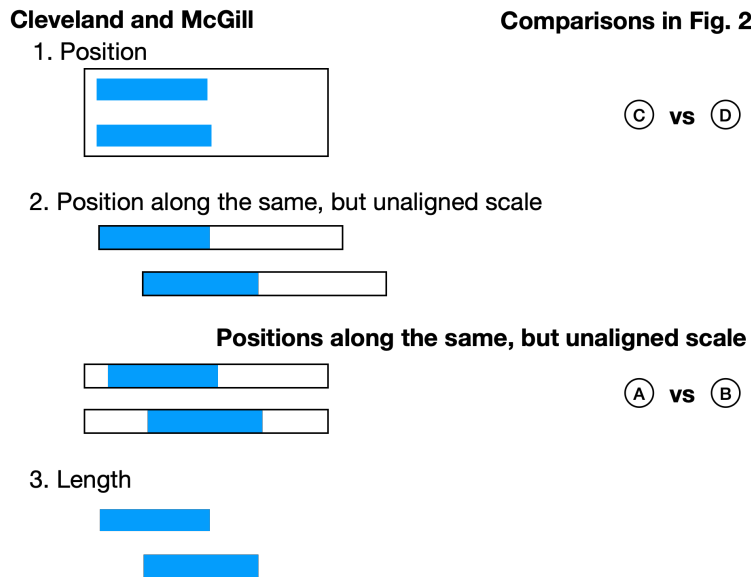 Cleveland and McGill
Comparisons in Fig. 2
1. Position
C vs D
2. Position along the same, but unaligned scale
Positions along the same, but unaligned scale
A vs B
3. Length